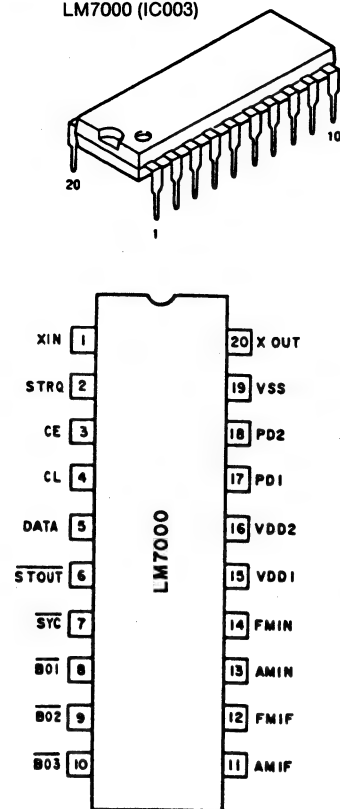 LM7000 (IC003)
20
10
1
XIN 1
STRQ 2
CE 3
CL 4
DATA 5
STOUT 6
SYC 7
B01 8
B02 9
B03 10
LM7000
20 X OUT
19 VSS
18 PD2
17 PD1
16 VDD2
15 VDD1
14 FMIN
13 AMIN
12 FMIF
11 AMIF